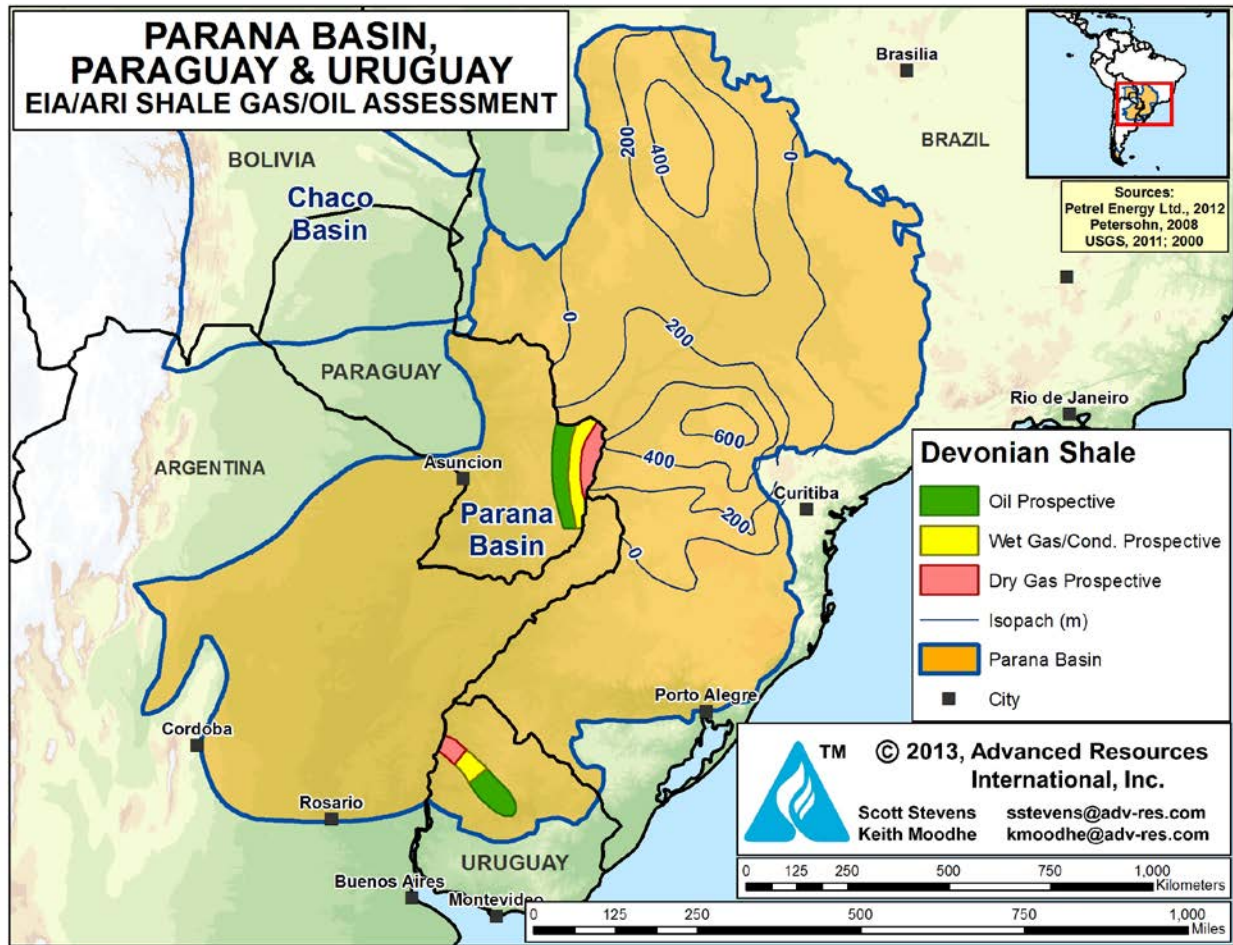 PARANA BASIN,
PARAGUAY & URUGUAY
EIA/ARI SHALE GAS/OIL ASSESSMENT
Brasilia
BRAZIL
Sources:
Petrel Energy Ltd., 2012
Petersohn, 2008
USGS, 2011; 2000
BOLIVIA
Chaco
Basin
200
400
0
0
200
PARAGUAY
Rio de Janeiro
600
400
ARGENTINA
Asuncion
Curitiba
Parana
Basin
200
0
Devonian Shale
Oil Prospective
Wet Gas/Cond. Prospective
Dry Gas Prospective
Isopach (m)
Parana Basin
City
Porto Alegre
Cordoba
Rosario
URUGUAY
Buenos Aires
Montevideo
TM
© 2013, Advanced Resources
International, Inc.
Scott Stevens sstevens@adv-res.com
Keith Moodhe kmoodhe@adv-res.com
0 125 250 500 750 1,000
Kilometers
0 125 250 500 750 1,000
Miles